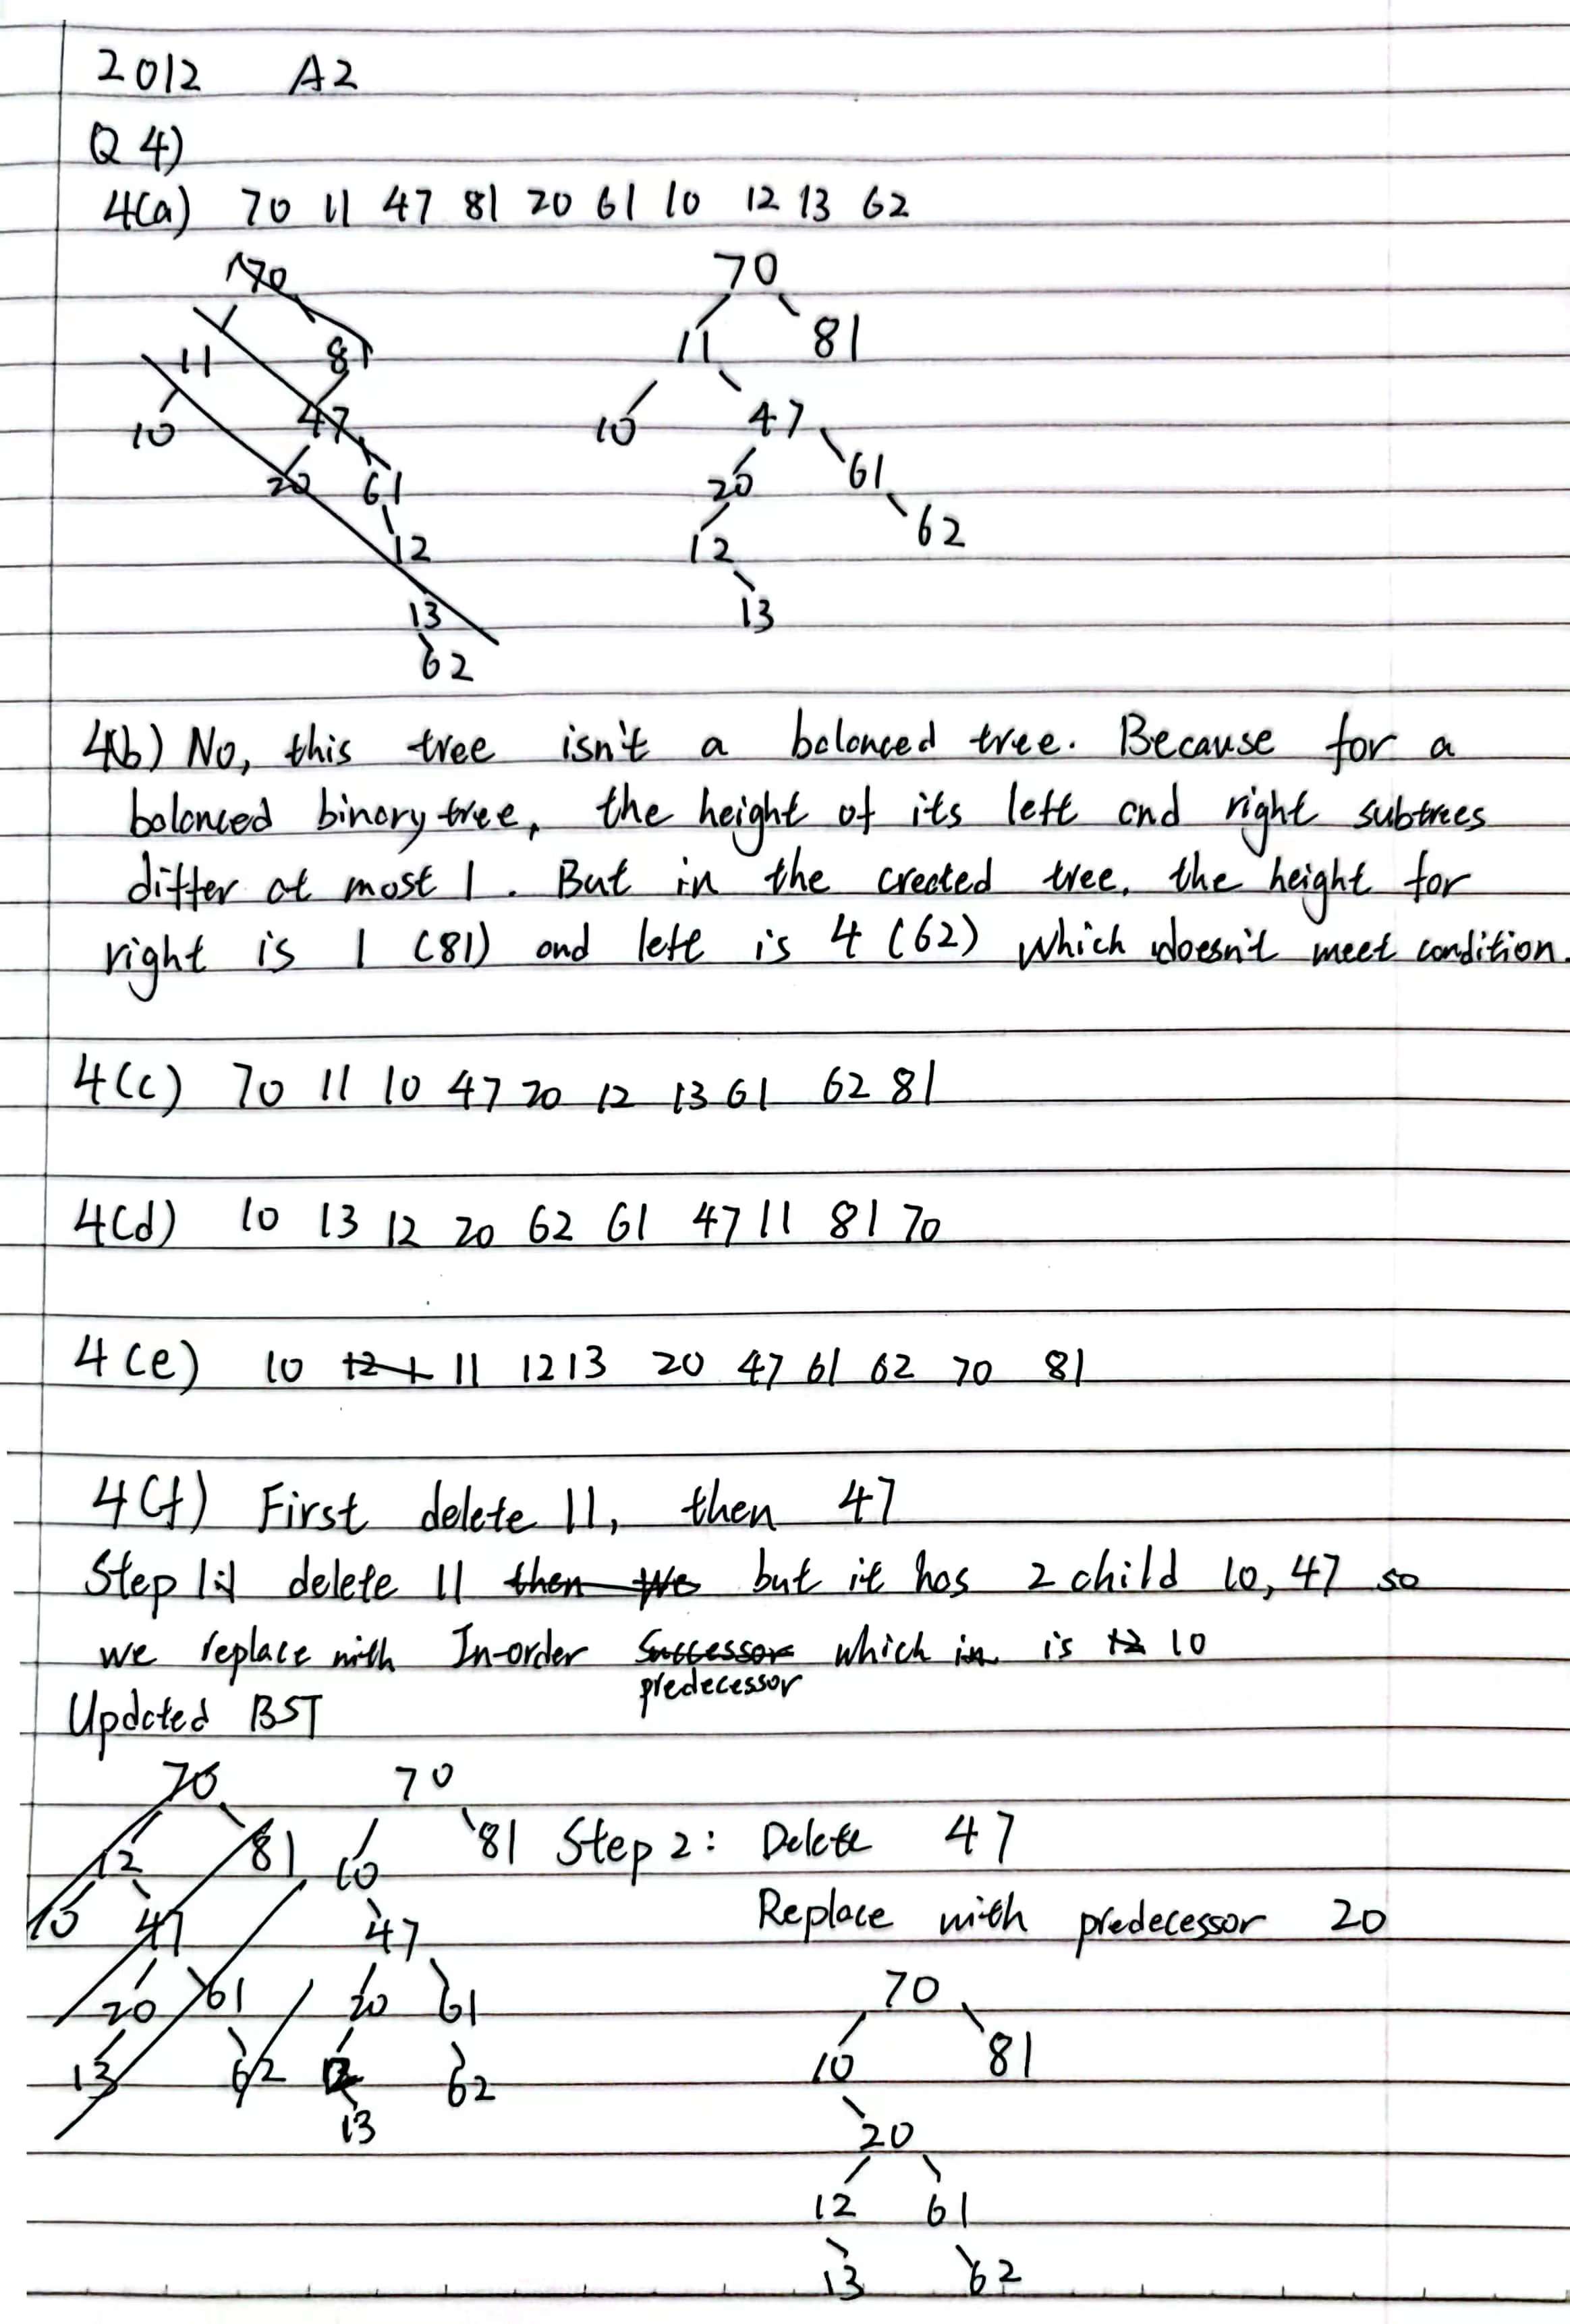 2012 A2
Q 4)
4(a) 70 11 47 81 20 61 10 12 13 62
70
11 81
10 47
20 61
12
13
62
70
11 81
10 47
20 61
12 62
13
4(b) No, this tree isn't a balanced tree. Because for a
balanced binary tree, the height of its left and right subtrees
differ at most 1. But in the created tree, the height for
right is 1 (81) and left is 4 (62) which doesn't meet condition.
4(c) 70 11 10 47 20 12 13 61 62 81
4(d) 10 13 12 20 62 61 47 11 81 70
4(e) 10 12 1 11 12 13 20 47 61 62 70 81
4(f) First delete 11, then 47
Step 1: delete 11 then We but it has 2 child 10, 47 so
we replace with In-order Successor which in is 12 10
predecessor
Updated BST
70
12 81
10 47
20 61
13 62
70
10 81
47
20 61
12 62
13
Step 2: Delete 47
Replace with predecessor 20
70
10 81
20
12 61
13 62